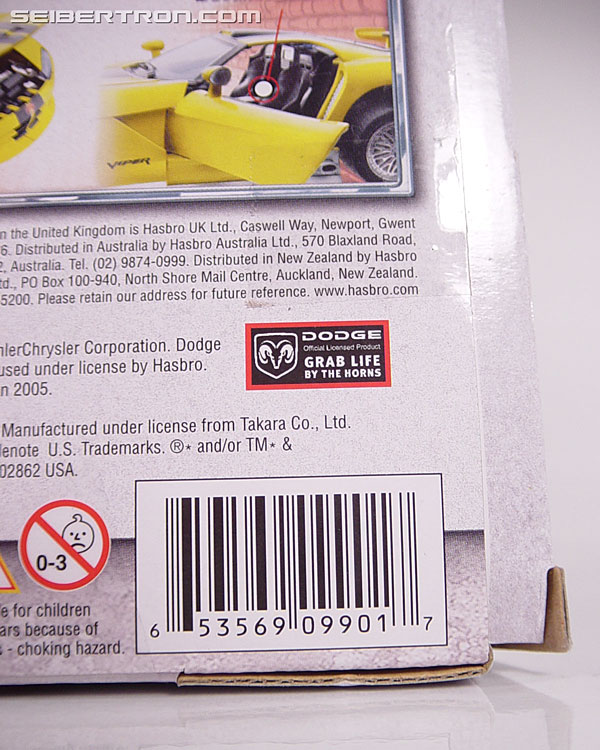 SEIBERTRON.COM
VIPER
n the United Kingdom is Hasbro UK Ltd., Caswell Way, Newport, Gwent
6. Distributed in Australia by Hasbro Australia Ltd., 570 Blaxland Road,
2, Australia. Tel. (02) 9874-0999. Distributed in New Zealand by Hasbro
td., PO Box 100-940, North Shore Mail Centre, Auckland, New Zealand.
-5200. Please retain our address for future reference. www.hasbro.com
DODGE
Official Licensed Product
GRAB LIFE
BY THE HORNS
mlerChrysler Corporation. Dodge
used under license by Hasbro.
n 2005.
Manufactured under license from Takara Co., Ltd.
denote U.S. Trademarks. ®* and/or TM* &
02862 USA.
0-3
e for children
ars because of
s - choking hazard.
6 53569 09901 7